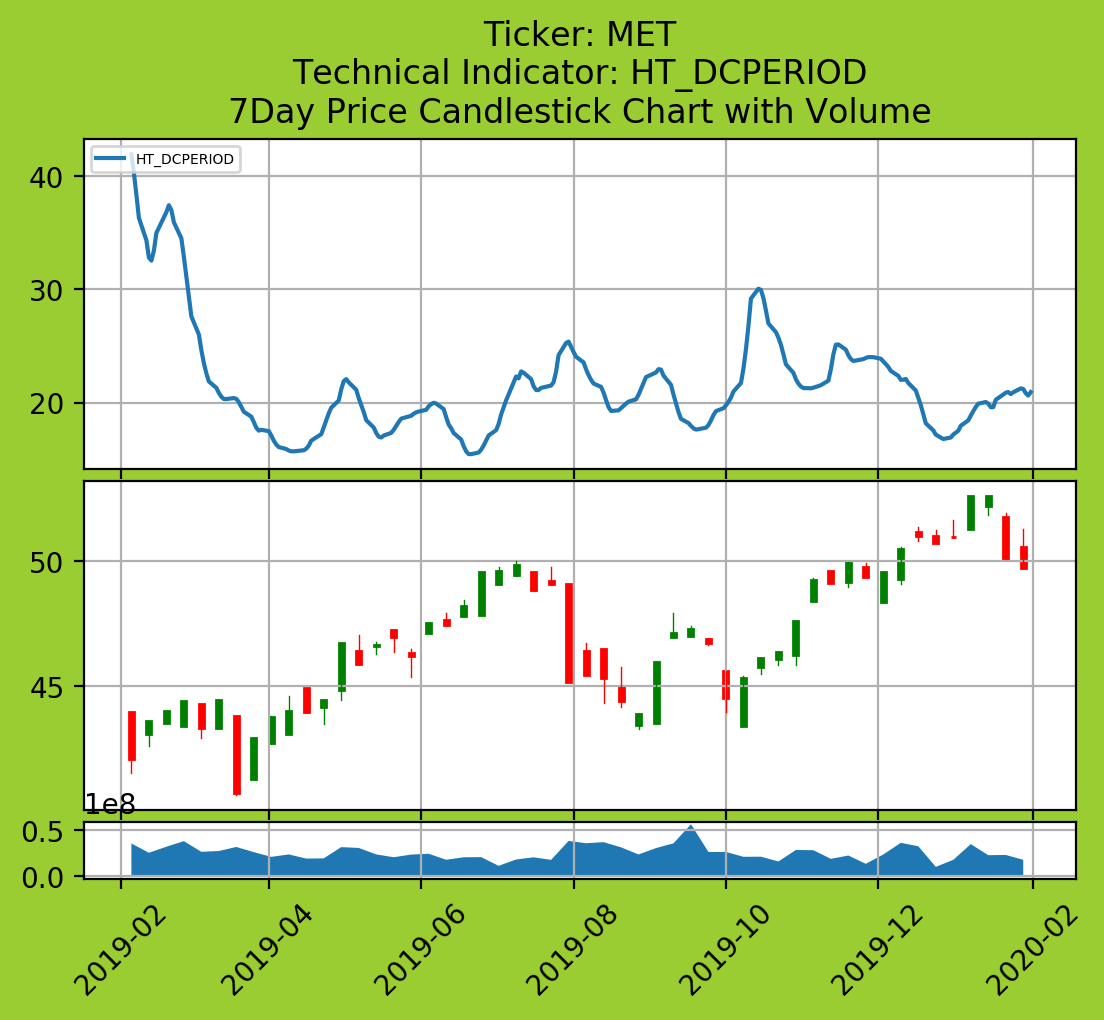 Ticker: MET
Technical Indicator: HT_DCPERIOD
7Day Price Candlestick Chart with Volume
HT_DCPERIOD
40
30
20
50
45
1e8
0.5
0.0
2019-02
2019-04
2019-06
2019-08
2019-10
2019-12
2020-02